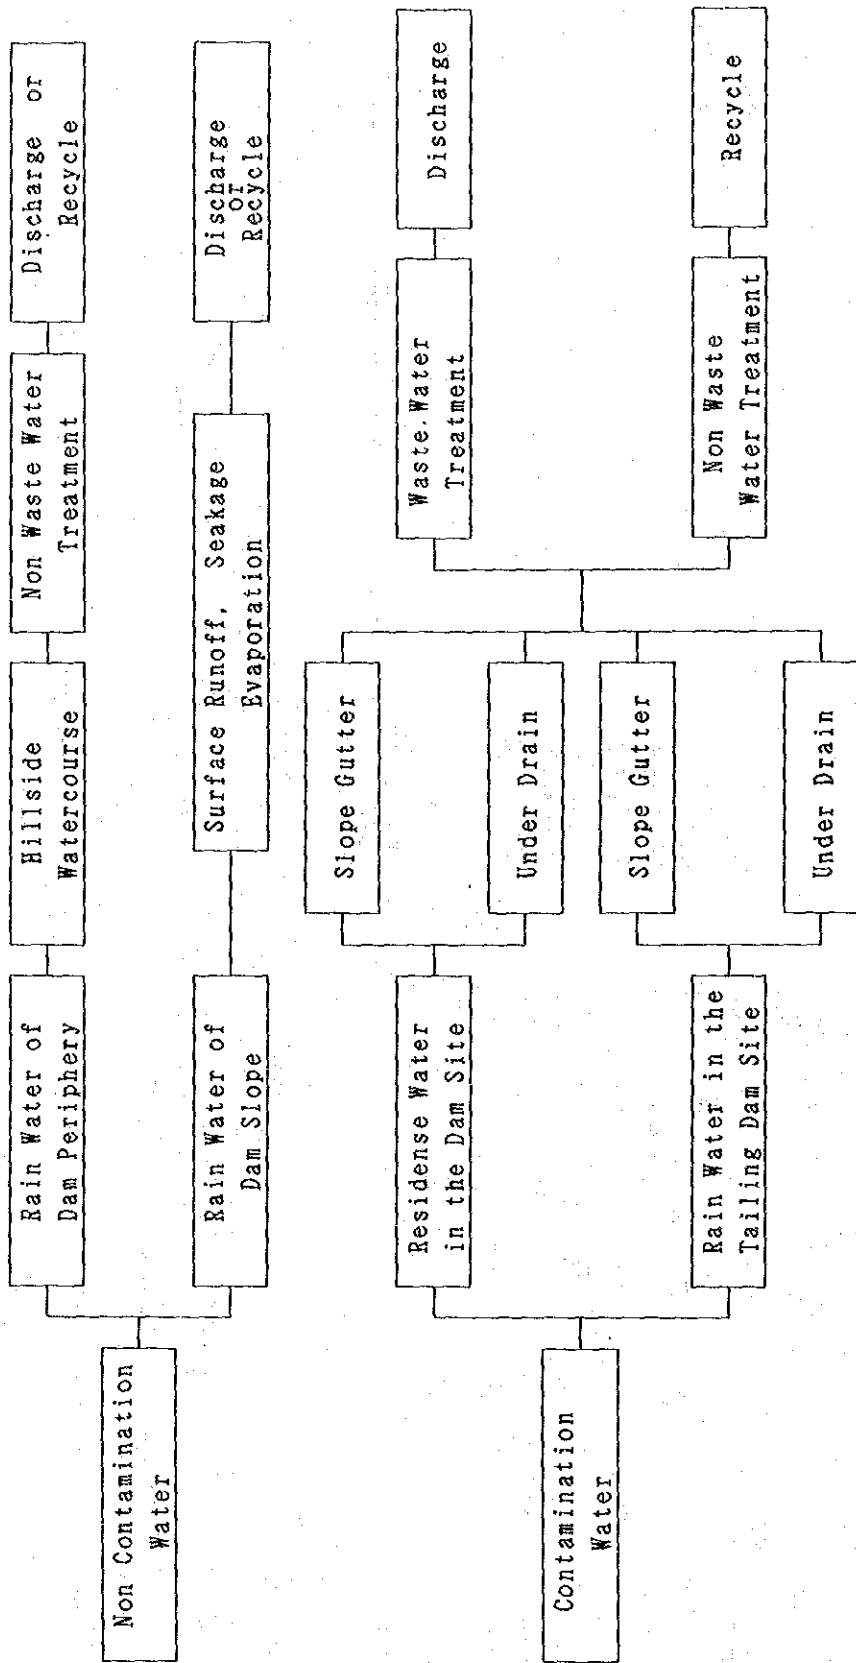 Non Contamination
Water
Rain Water of
Dam Periphery
Hillside
Watercourse
Non Waste Water
Treatment
Discharge or
Recycle
Rain Water of
Dam Slope
Surface Runoff, Seakage
Evaporation
Discharge
or
Recycle
Contamination
Water
Residense Water
in the Dam Site
Slope Gutter
Under Drain
Waste.Water
Treatment
Discharge
Rain Water in the
Tailing Dam Site
Slope Gutter
Under Drain
Non Waste
Water Treatment
Recycle